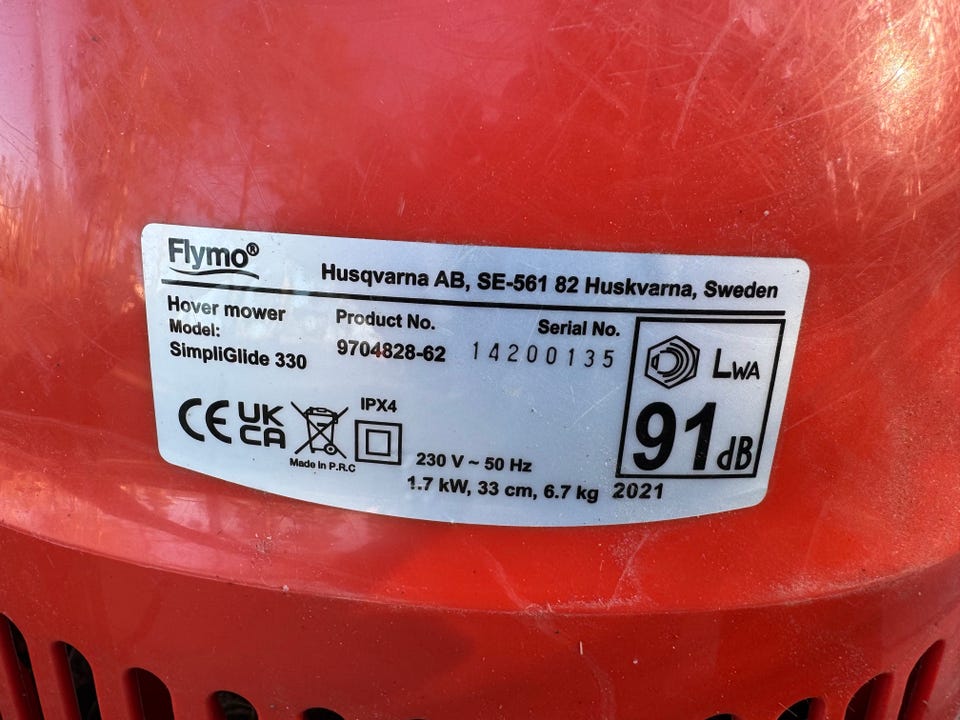 Flymo®
Husqvarna AB, SE-561 82 Huskvarna, Sweden
Hover mower
Model:
SimpliGlide 330
Product No.
9704828-62
Serial No.
14200135
LWA
91 dB
CE UK CA
IPX4
Made in P.R.C
230 V ~ 50 Hz
1.7 kW, 33 cm, 6.7 kg 2021